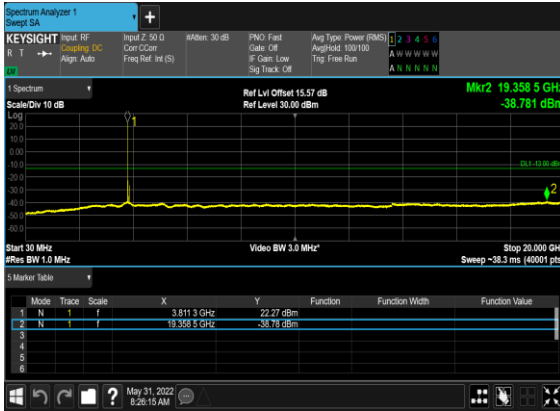 Spectrum Analyzer 1
Swept SA
+
KEYSIGHT Input: RF Input Z: 50 Ω #Atten: 30 dB PNO: Fast Avg Type: Power (RMS) 1 2 3 4 5 6
R T Coupling: DC Corr CCorr Gate: Off Avg|Hold: 100/100 A W W W W W
Align: Auto Freq Ref: Int (S) IF Gain: Low Trig: Free Run
LV Sig Track: Off A N N N N N
1 Spectrum Ref Lvl Offset 15.57 dB Mkr2 19.358 5 GHz
Scale/Div 10 dB Ref Level 30.00 dBm -38.781 dBm
Log
1
20.0
10.0
0.00
-10.0
DL1 -13.00 dBm
-20.0
-30.0
2
-40.0
-50.0
-60.0
Start 30 MHz Video BW 3.0 MHz* Stop 20.000 GHz
#Res BW 1.0 MHz Sweep ~38.3 ms (40001 pts)
5 Marker Table
Mode Trace Scale X Y Function Function Width Function Value
1 N 1 f 3.811 3 GHz 22.27 dBm
2 N 1 f 19.358 5 GHz -38.78 dBm
3
4
5
6
? May 31, 2022
8:26:15 AM